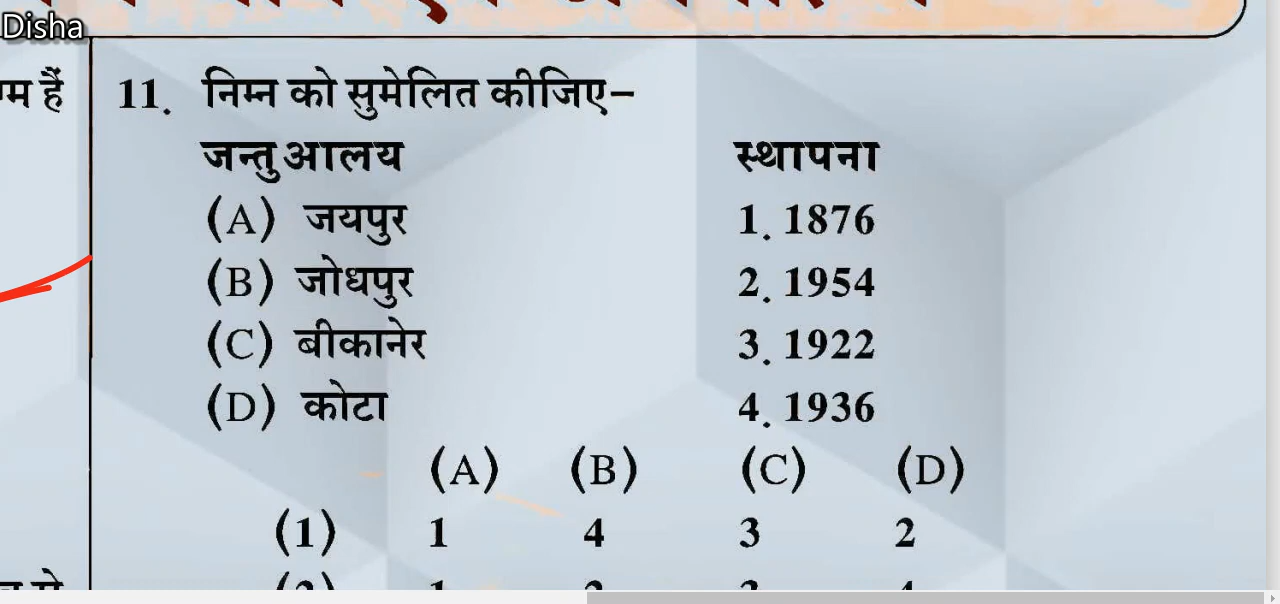 Disha
म हैं
11. निम्न को सुमेलित कीजिए–
जन्तु आलय स्थापना
(A) जयपुर 1. 1876
(B) जोधपुर 2. 1954
(C) बीकानेर 3. 1922
(D) कोटा 4. 1936
(A) (B) (C) (D)
(1) 1 4 3 2